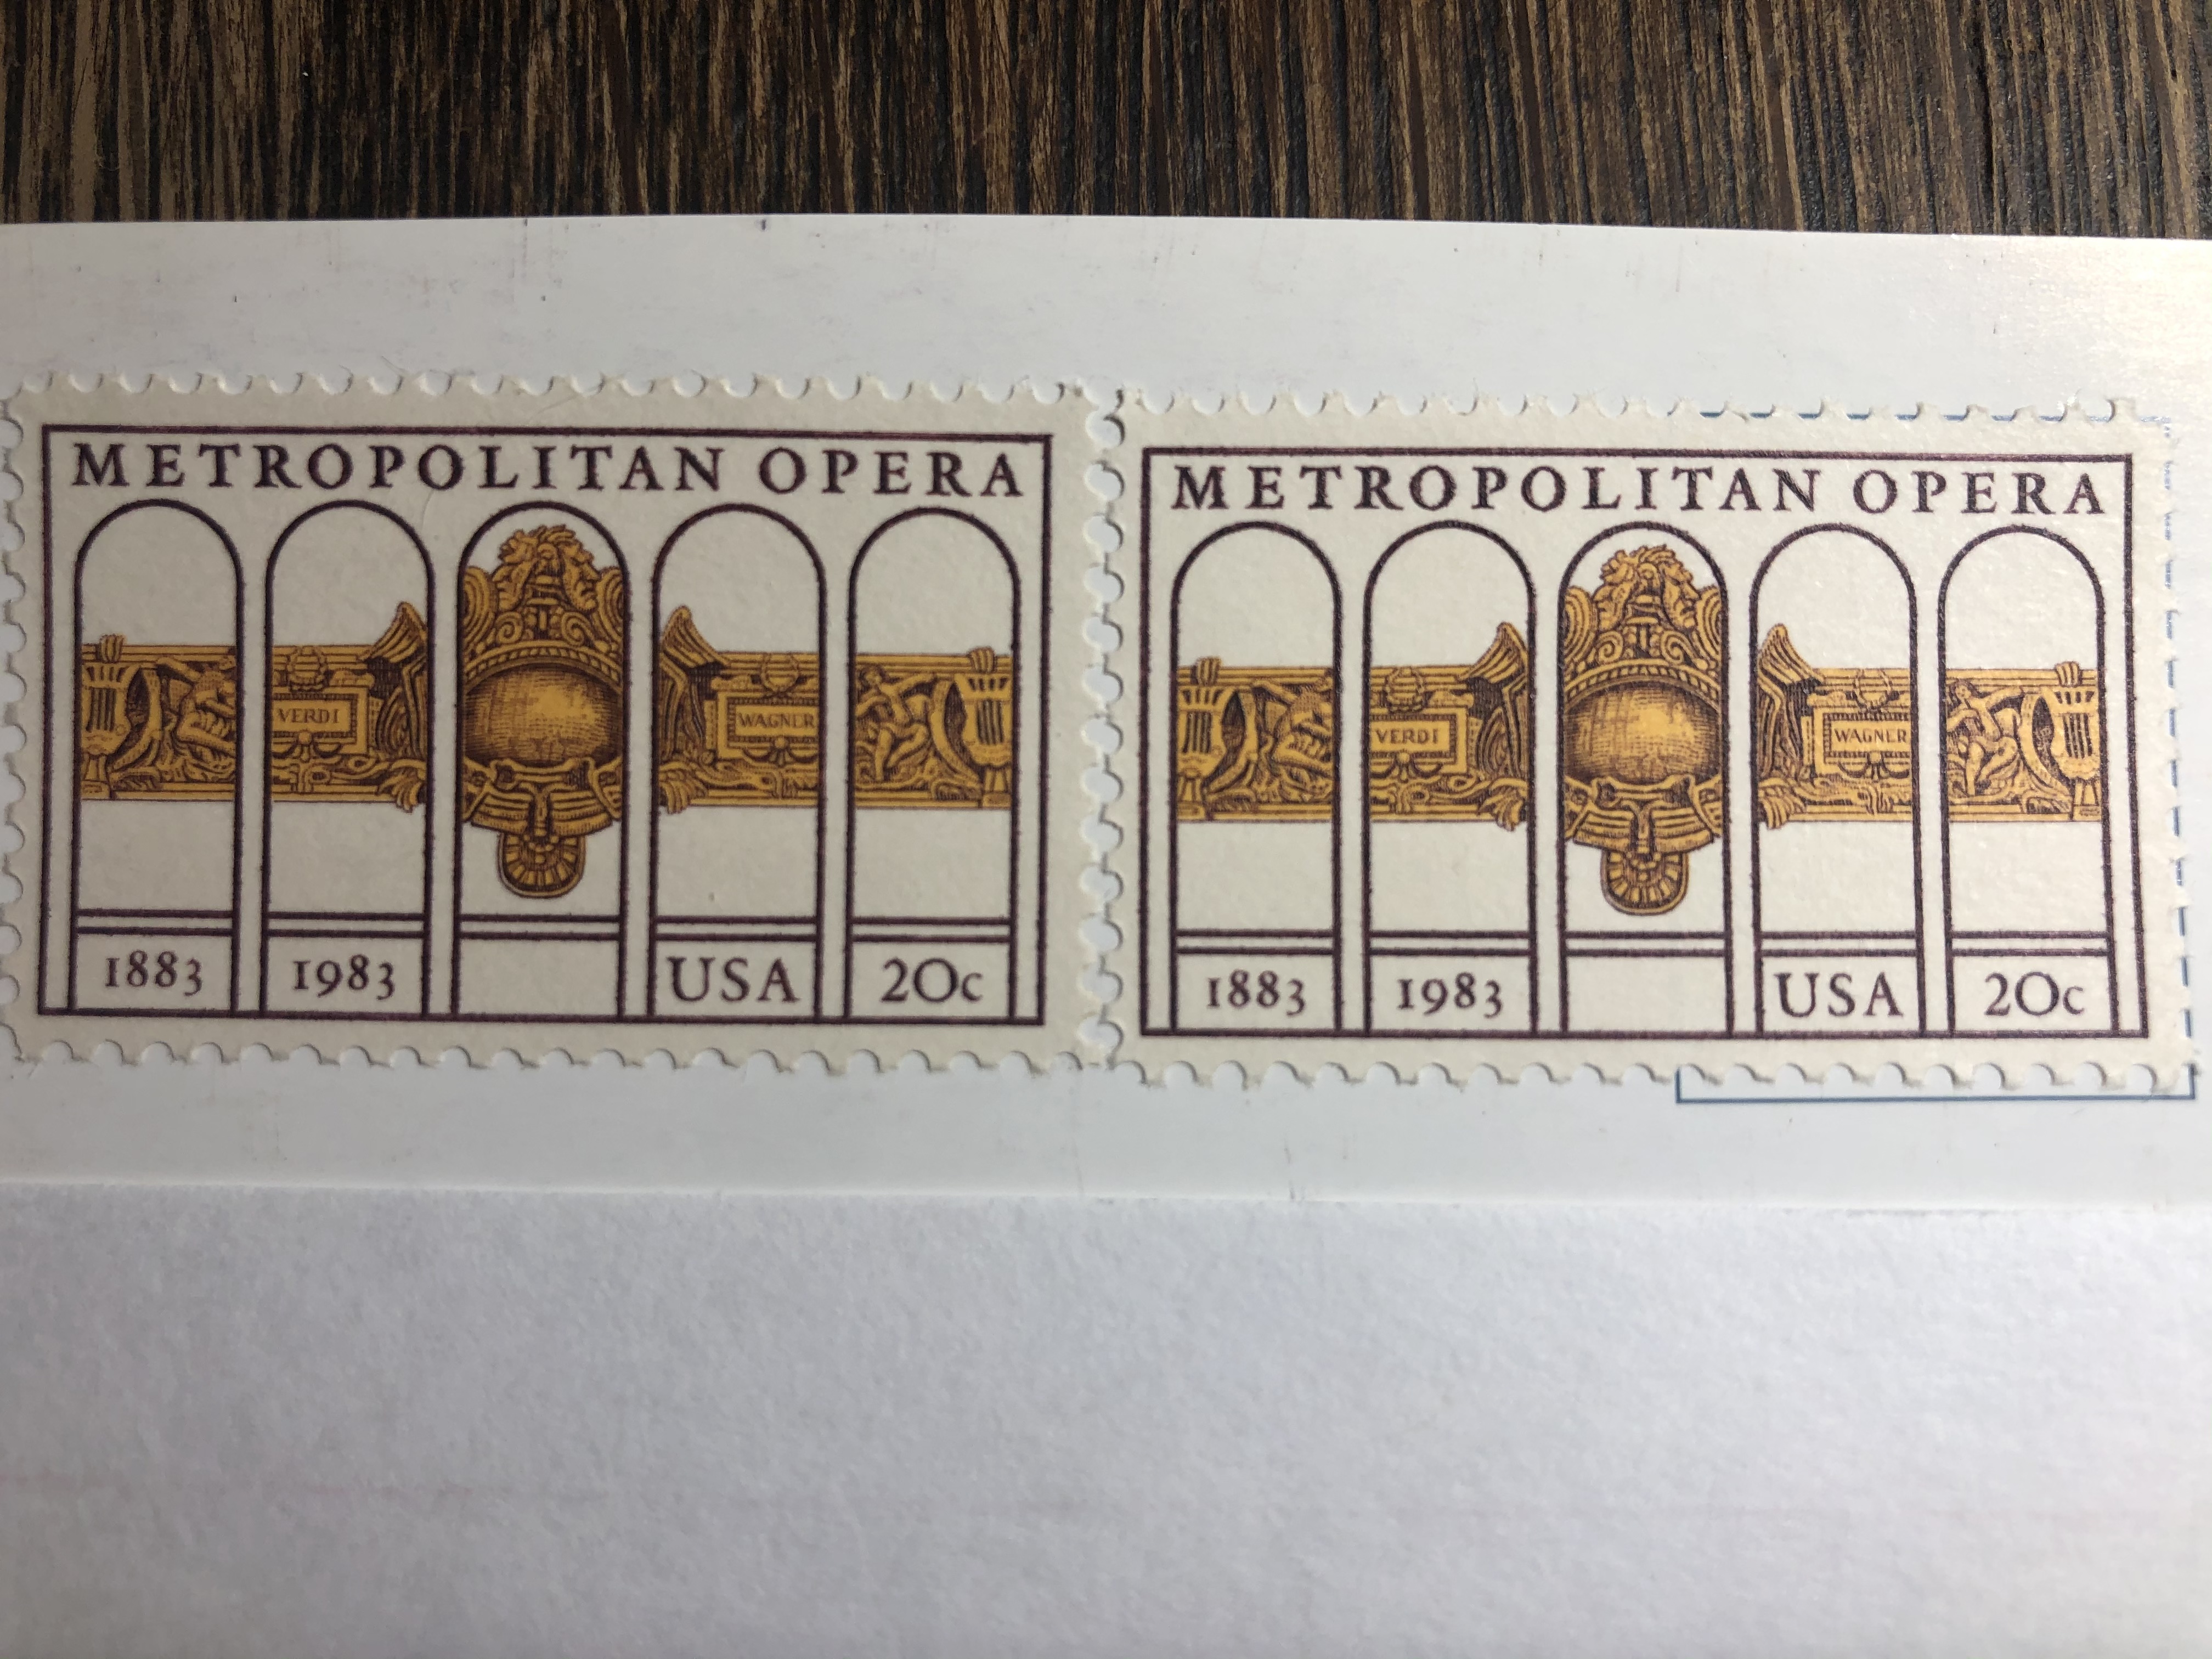 METROPOLITAN OPERA
VERDI
WAGNER
1883 1983 USA 20c
METROPOLITAN OPERA
VERDI
WAGNER
1883 1983 USA 20c